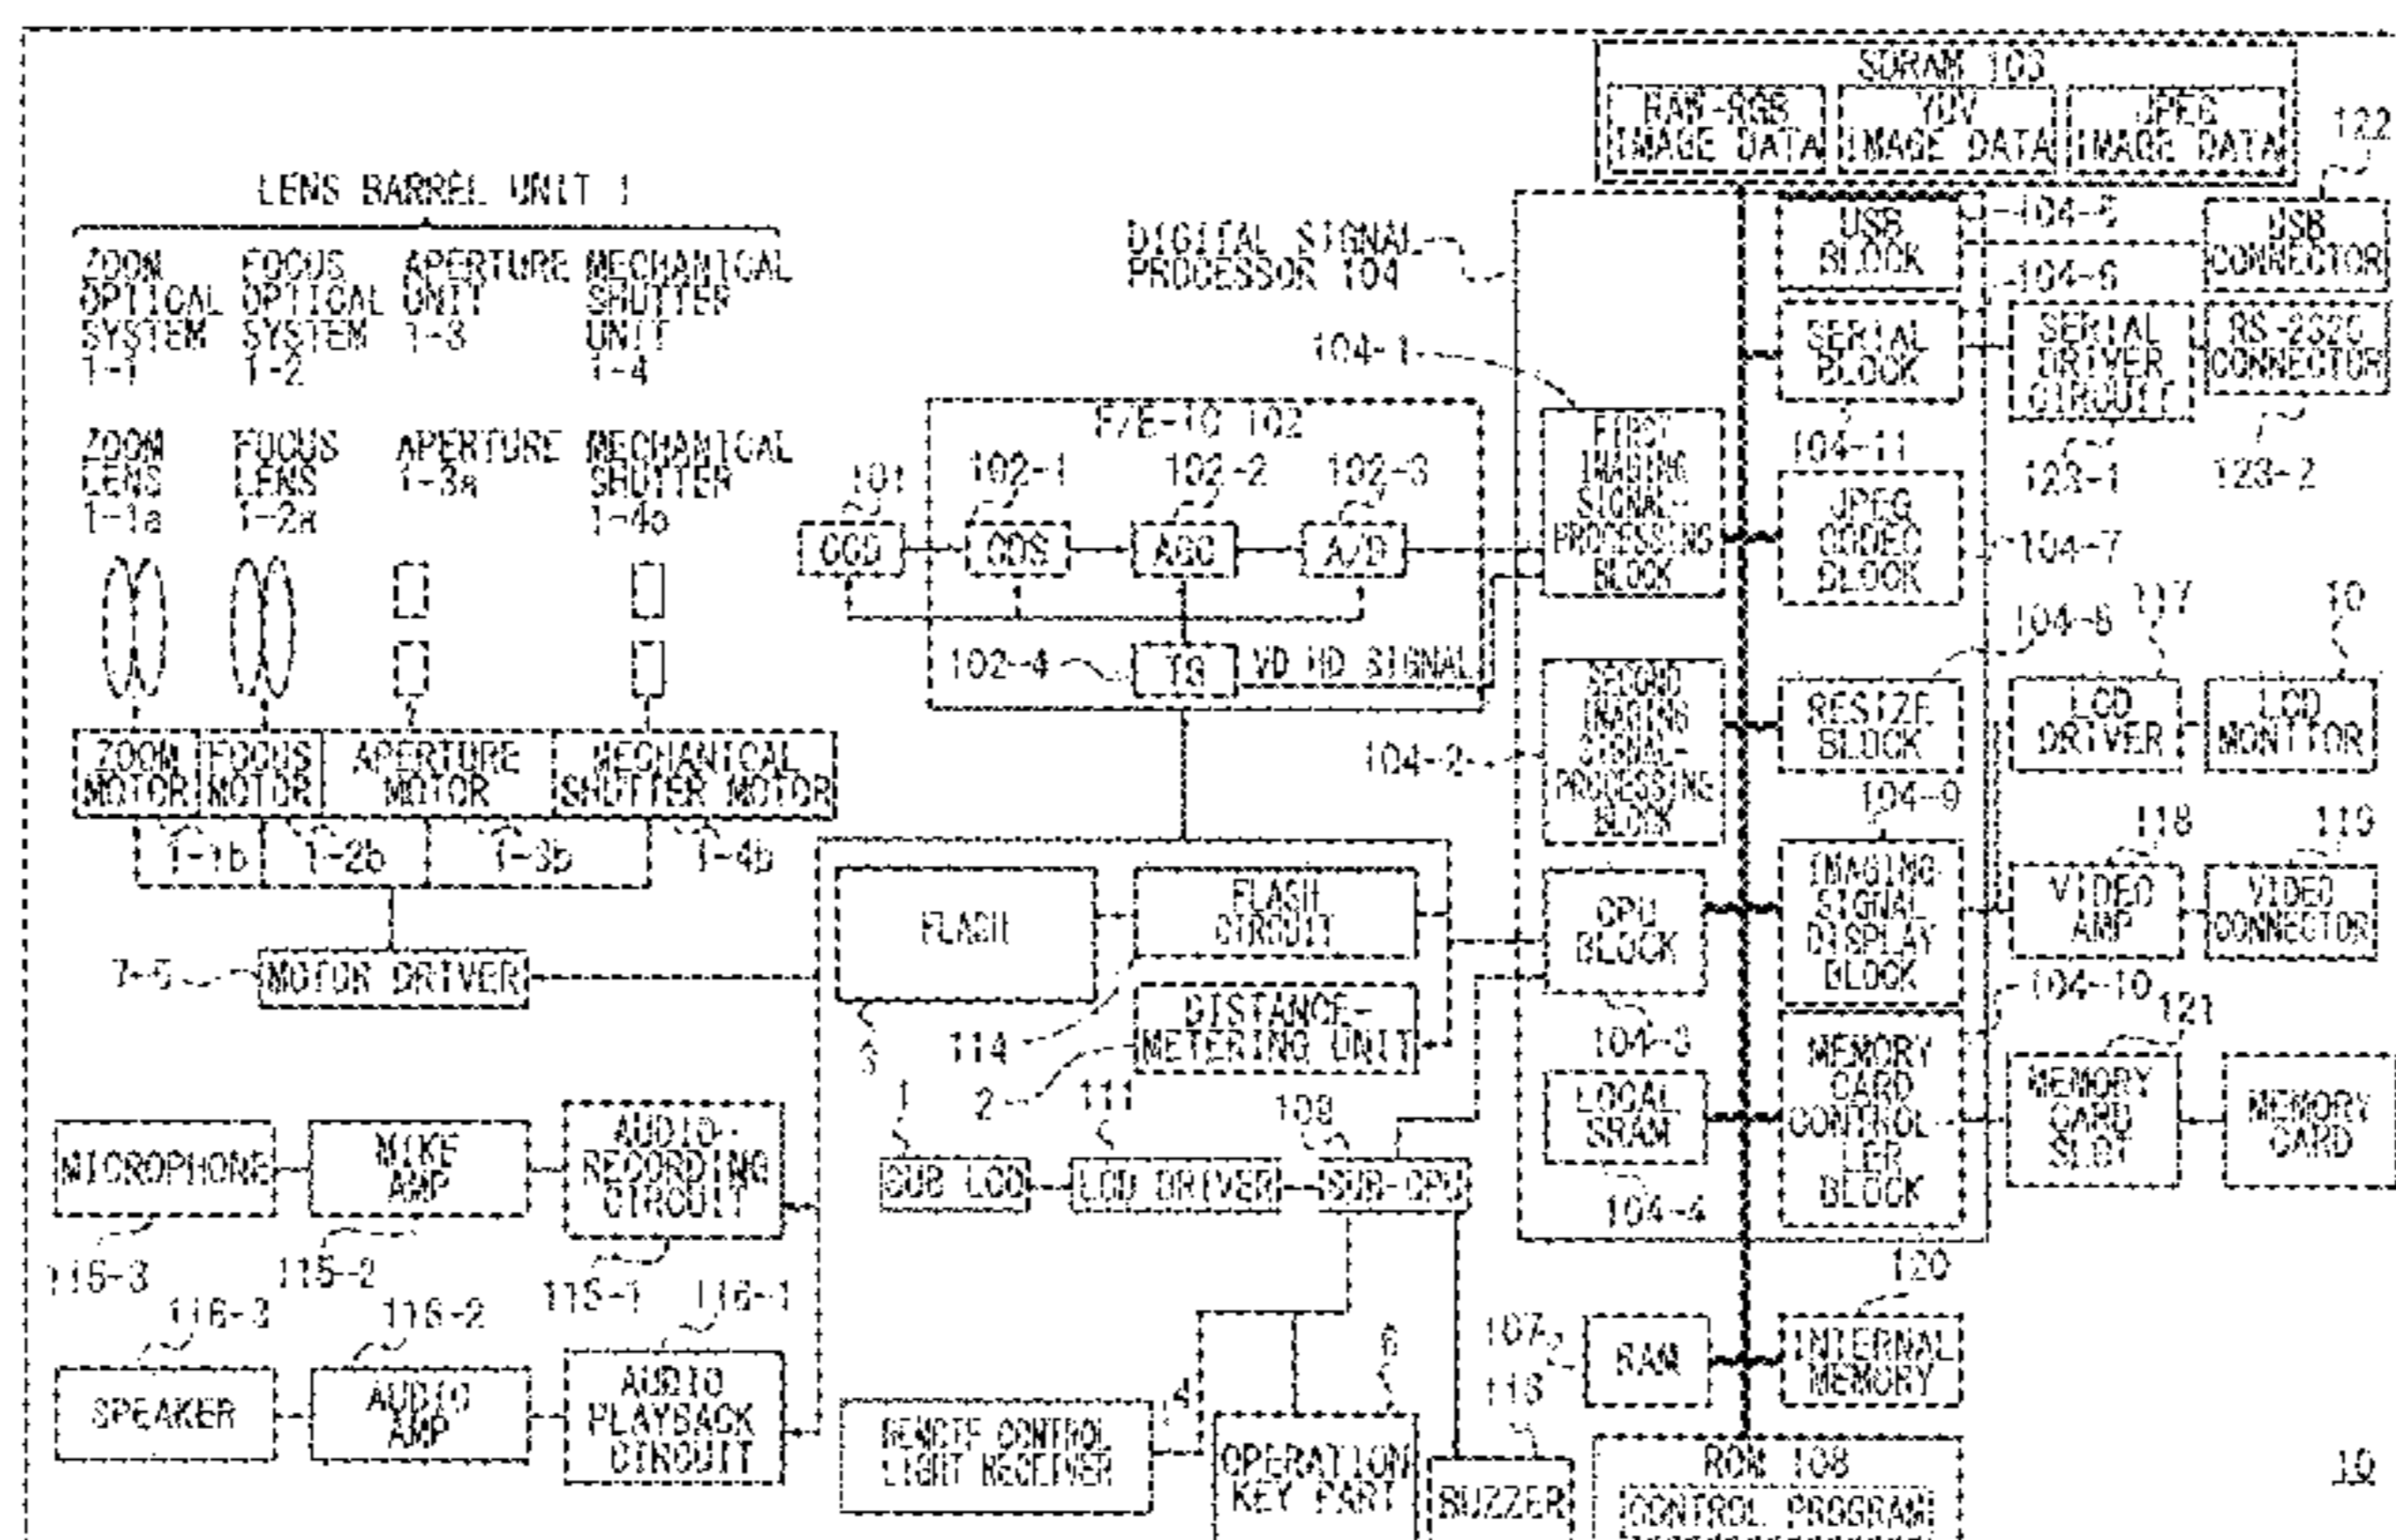 SDRAM 103
RAW-RGB
IMAGE DATA
YUV
IMAGE DATA
JPEG
IMAGE DATA
122
LENS BARREL UNIT 1
ZOOM
OPTICAL
SYSTEM
1-1
FOCUS
OPTICAL
SYSTEM
1-2
APERTURE
UNIT
1-3
MECHANICAL
SHUTTER
UNIT
1-4
ZOOM
LENS
1-1a
FOCUS
LENS
1-2a
APERTURE
1-3a
MECHANICAL
SHUTTER
DIGITAL SIGNAL
PROCESSOR 104
104-1
USB
BLOCK
104-5
USB
CONNECTOR
104-6
SERIAL
BLOCK
SERIAL
DRIVER
CIRCUIT
RS-232C
CONNECTOR
104-11
123-1
123-2
F/E-IC 102
101
102-1
102-2
102-3
CCD
CDS
AGC
A/D
102-4
TG
VD HD SIGNAL
FIRST
IMAGING
SIGNAL-
PROCESSING
BLOCK
JPEG
CODEC
BLOCK
104-7
104-2
SECOND
IMAGING
SIGNAL-
PROCESSING
BLOCK
RESIZE
BLOCK
104-8
117
LCD
DRIVER
10
LCD
MONITOR
104-9
ZOOM
MOTOR
FOCUS
MOTOR
APERTURE
MOTOR
MECHANICAL
SHUTTER MOTOR
1-1b
1-2b
1-3b
1-4b
7-5
MOTOR DRIVER
FLASH
3
FLASH
CIRCUIT
114
DISTANCE-
METERING UNIT
2
CPU
BLOCK
104-3
IMAGING
SIGNAL
DISPLAY
BLOCK
118
VIDEO
AMP
119
VIDEO
CONNECTOR
104-10
121
LOCAL
SRAM
104-4
MEMORY
CARD
CONTROL-
LER
BLOCK
MEMORY
CARD
SLOT
MEMORY
CARD
1
SUB LCD
111
LCD DRIVER
109
SUB-CPU
MICROPHONE
115-3
MIKE
AMP
115-2
AUDIO-
RECORDING
CIRCUIT
115-1
116-3
SPEAKER
116-2
AUDIO
AMP
116-1
AUDIO
PLAYBACK
CIRCUIT
REMOTE CONTROL
LIGHT RECEIVER
6
OPERATION
KEY PART
113
BUZZER
107
RAM
120
INTERNAL
MEMORY
ROM 108
CONTROL PROGRAM
10